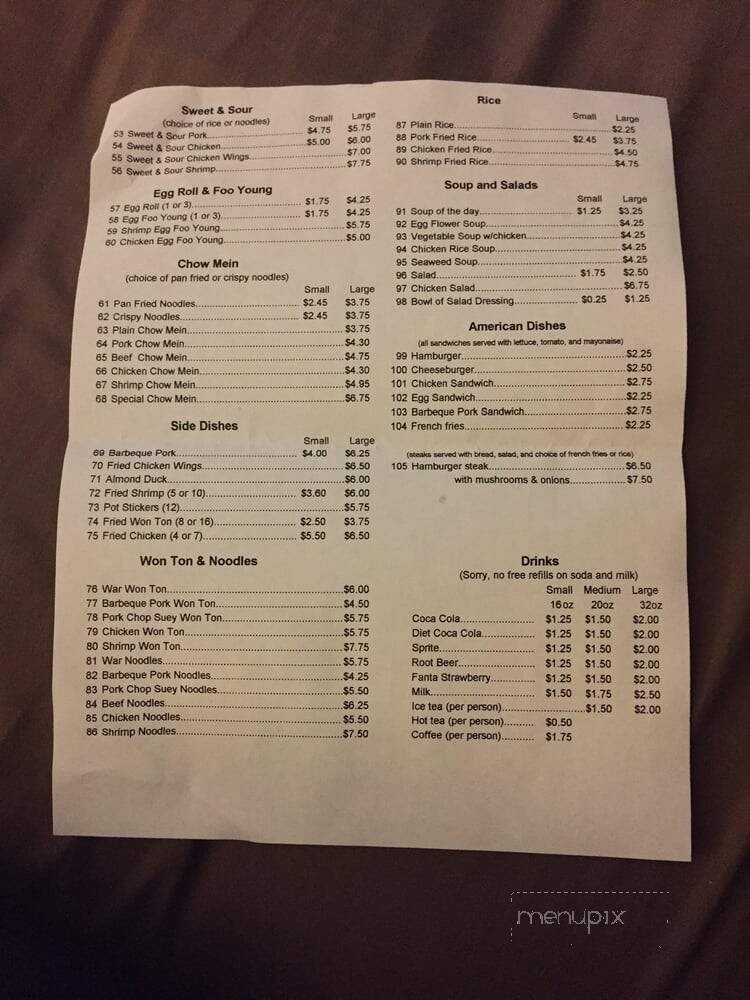 Sweet & Sour
(choice of rice or noodles) Small Large
53 Sweet & Sour Pork $4.75 $5.75
54 Sweet & Sour Chicken $5.00 $6.00
55 Sweet & Sour Chicken Wings $7.00
56 Sweet & Sour Shrimp $7.75
Egg Roll & Foo Young
57 Egg Roll (1 or 3) $1.75 $4.25
58 Egg Foo Young (1 or 3) $1.75 $4.25
59 Shrimp Egg Foo Young $5.75
60 Chicken Egg Foo Young $5.00
Chow Mein
(choice of pan fried or crispy noodles)
Small Large
61 Pan Fried Noodles $2.45 $3.75
62 Crispy Noodles $2.45 $3.75
63 Plain Chow Mein $3.75
64 Pork Chow Mein $4.30
65 Beef Chow Mein $4.75
66 Chicken Chow Mein $4.30
67 Shrimp Chow Mein $4.95
68 Special Chow Mein $6.75
Side Dishes
Small Large
69 Barbeque Pork $4.00 $6.25
70 Fried Chicken Wings $6.50
71 Almond Duck $6.00
72 Fried Shrimp (5 or 10) $3.60 $6.00
73 Pot Stickers (12) $5.75
74 Fried Won Ton (8 or 16) $2.50 $3.75
75 Fried Chicken (4 or 7) $5.50 $6.50
Won Ton & Noodles
76 War Won Ton $6.00
77 Barbeque Pork Won Ton $4.50
78 Pork Chop Suey Won Ton $5.75
79 Chicken Won Ton $5.75
80 Shrimp Won Ton $7.75
81 War Noodles $5.75
82 Barbeque Pork Noodles $4.25
83 Pork Chop Suey Noodles $5.50
84 Beef Noodles $6.25
85 Chicken Noodles $5.50
86 Shrimp Noodles $7.50
Rice
Small Large
87 Plain Rice $2.25
88 Pork Fried Rice $2.45 $3.75
89 Chicken Fried Rice $4.50
90 Shrimp Fried Rice $4.75
Soup and Salads
Small Large
91 Soup of the day $1.25 $3.25
92 Egg Flower Soup $4.25
93 Vegetable Soup w/chicken $4.25
94 Chicken Rice Soup $4.25
95 Seaweed Soup $4.25
96 Salad $1.75 $2.50
97 Chicken Salad $6.75
98 Bowl of Salad Dressing $0.25 $1.25
American Dishes
(all sandwiches served with lettuce, tomato, and mayonaise)
99 Hamburger $2.25
100 Cheeseburger $2.50
101 Chicken Sandwich $2.75
102 Egg Sandwich $2.25
103 Barbeque Pork Sandwich $2.75
104 French fries $2.25
(steaks served with bread, salad, and choice of french fries or rice)
105 Hamburger steak $6.50
with mushrooms & onions $7.50
Drinks
(Sorry, no free refills on soda and milk)
Small Medium Large
16oz 20oz 32oz
Coca Cola $1.25 $1.50 $2.00
Diet Coca Cola $1.25 $1.50 $2.00
Sprite $1.25 $1.50 $2.00
Root Beer $1.25 $1.50 $2.00
Fanta Strawberry $1.25 $1.50 $2.00
Milk $1.50 $1.75 $2.50
Ice tea (per person) $1.50 $2.00
Hot tea (per person) $0.50
Coffee (per person) $1.75
menupix